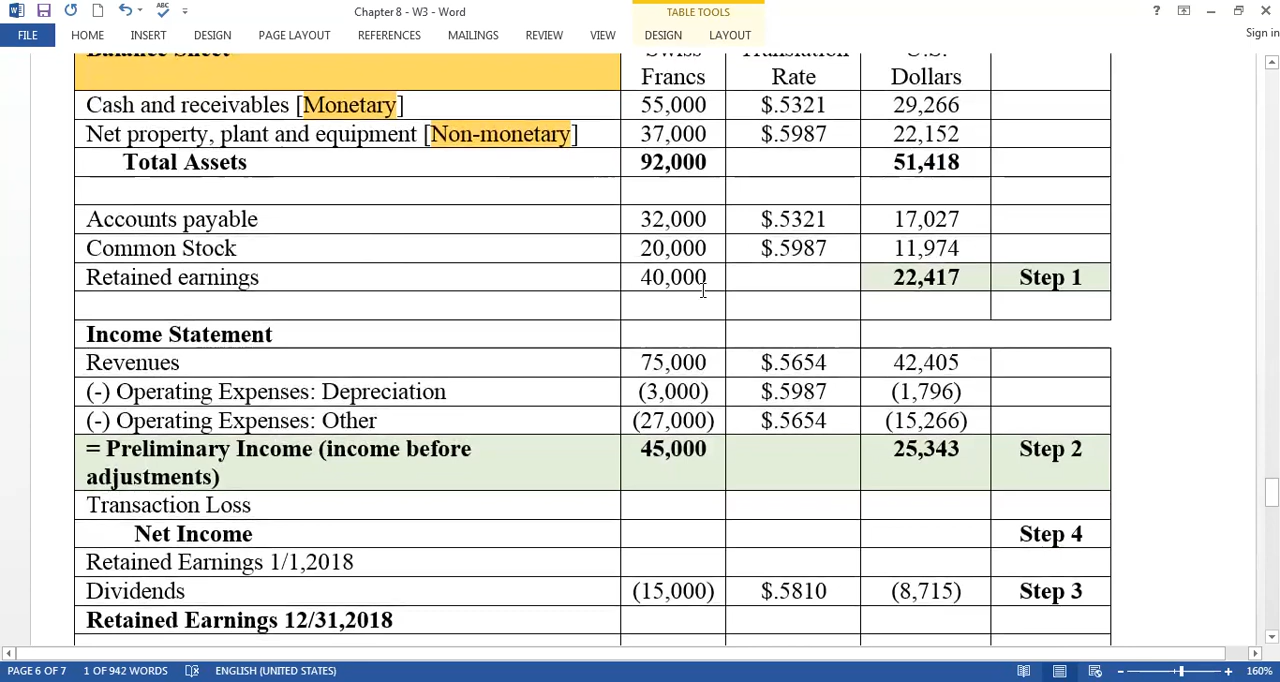 Chapter 8 - W3 - Word
TABLE TOOLS
?
FILE HOME INSERT DESIGN PAGE LAYOUT REFERENCES MAILINGS REVIEW VIEW DESIGN LAYOUT Sign in
Balance Sheet Swiss Translation U.S.
Francs Rate Dollars
Cash and receivables [Monetary] 55,000 $.5321 29,266
Net property, plant and equipment [Non-monetary] 37,000 $.5987 22,152
Total Assets 92,000 51,418
Accounts payable 32,000 $.5321 17,027
Common Stock 20,000 $.5987 11,974
Retained earnings 40,000 22,417 Step 1
Income Statement
Revenues 75,000 $.5654 42,405
(-) Operating Expenses: Depreciation (3,000) $.5987 (1,796)
(-) Operating Expenses: Other (27,000) $.5654 (15,266)
= Preliminary Income (income before 45,000 25,343 Step 2
adjustments)
Transaction Loss
Net Income Step 4
Retained Earnings 1/1,2018
Dividends (15,000) $.5810 (8,715) Step 3
Retained Earnings 12/31,2018
PAGE 6 OF 7 1 OF 942 WORDS ENGLISH (UNITED STATES) 160%